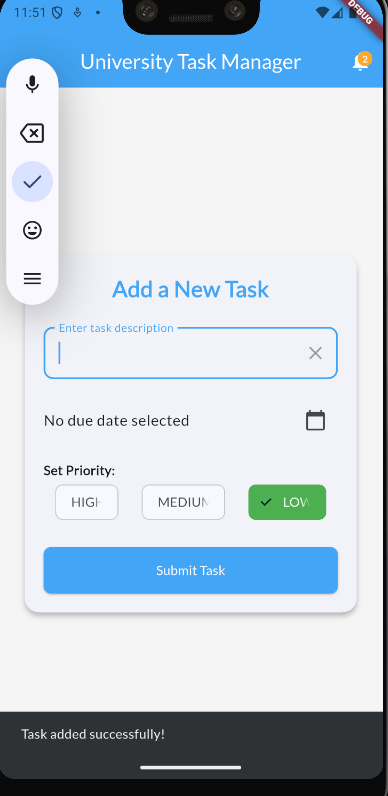 11:51
DEBUG
University Task Manager
2
Add a New Task
Enter task description
No due date selected
Set Priority:
HIGH MEDIUM LOW
Submit Task
Task added successfully!